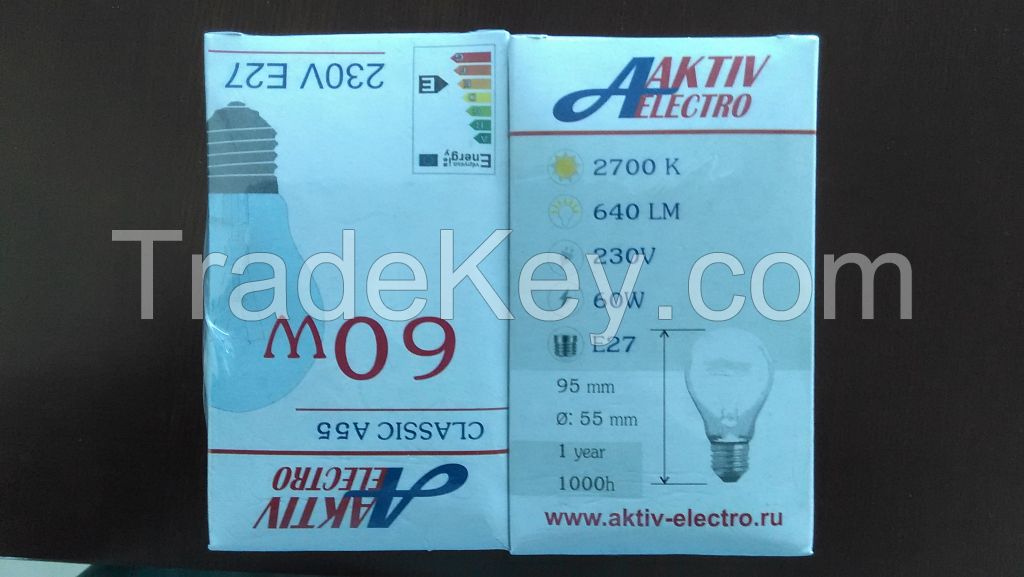 AKTIV
ELECTRO
CLASSIC A55
60W
230V E27
Energy
A
E
AKTIV
ELECTRO
2700 K
640 LM
230V
60W
E27
95 mm
Ø: 55 mm
1 year
1000h
www.aktiv-electro.ru
TradeKey.com